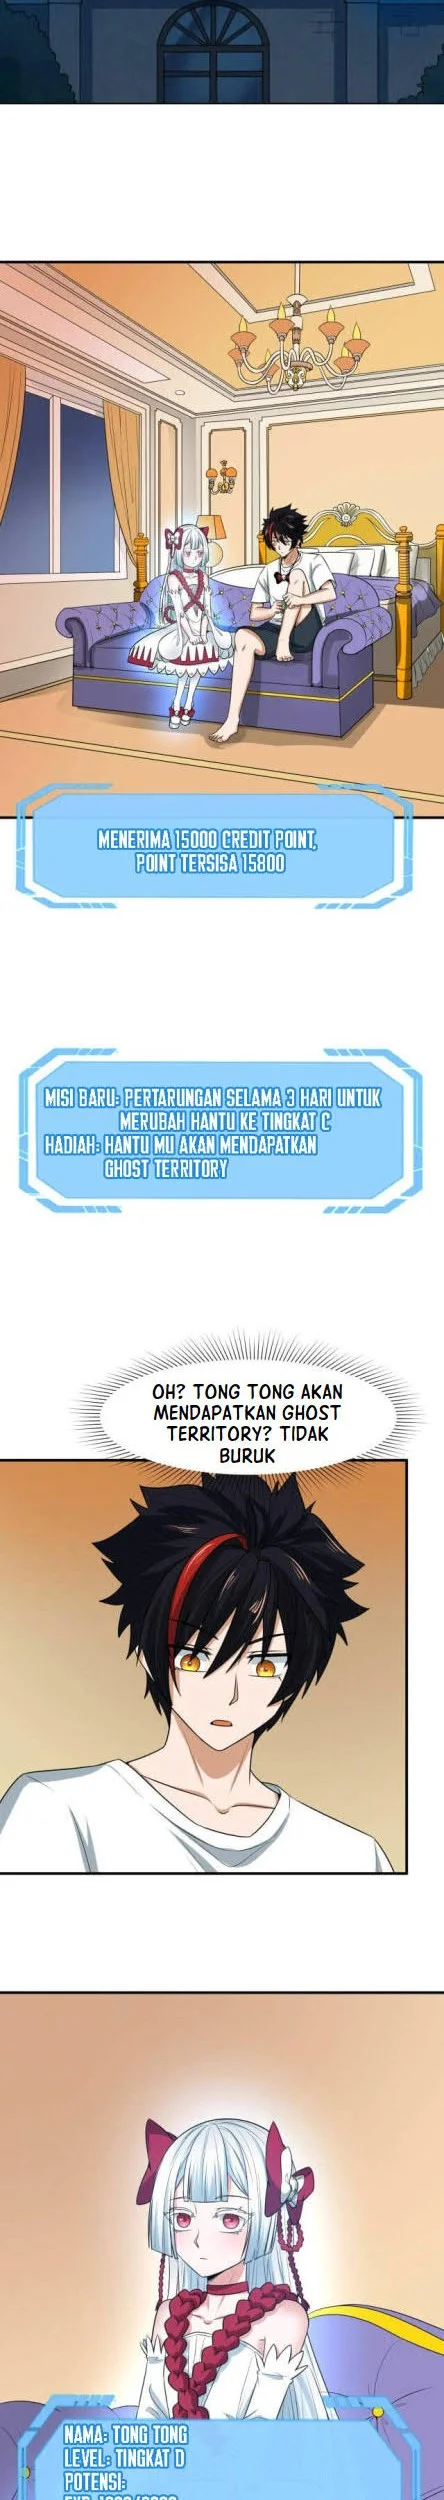 MENERIMA 15000 CREDIT POINT,
POINT TERSISA 15800
MISI BARU: PERTARUNGAN SELAMA 3 HARI UNTUK
MERUBAH HANTU KE TINGKAT C
HADIAH: HANTU MU AKAN MENDAPATKAN
GHOST TERRITORY
OH? TONG TONG AKAN
MENDAPATKAN GHOST
TERRITORY? TIDAK
BURUK
NAMA: TONG TONG
LEVEL: TINGKAT D
POTENSI: